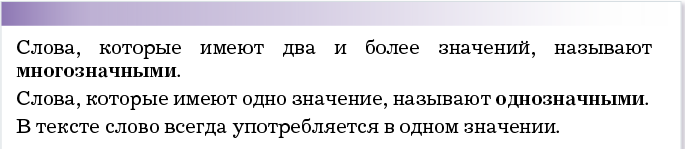 Слова, которые имеют два и более значений, называют
многозначными.
Слова, которые имеют одно значение, называют однозначными.
В тексте слово всегда употребляется в одном значении.